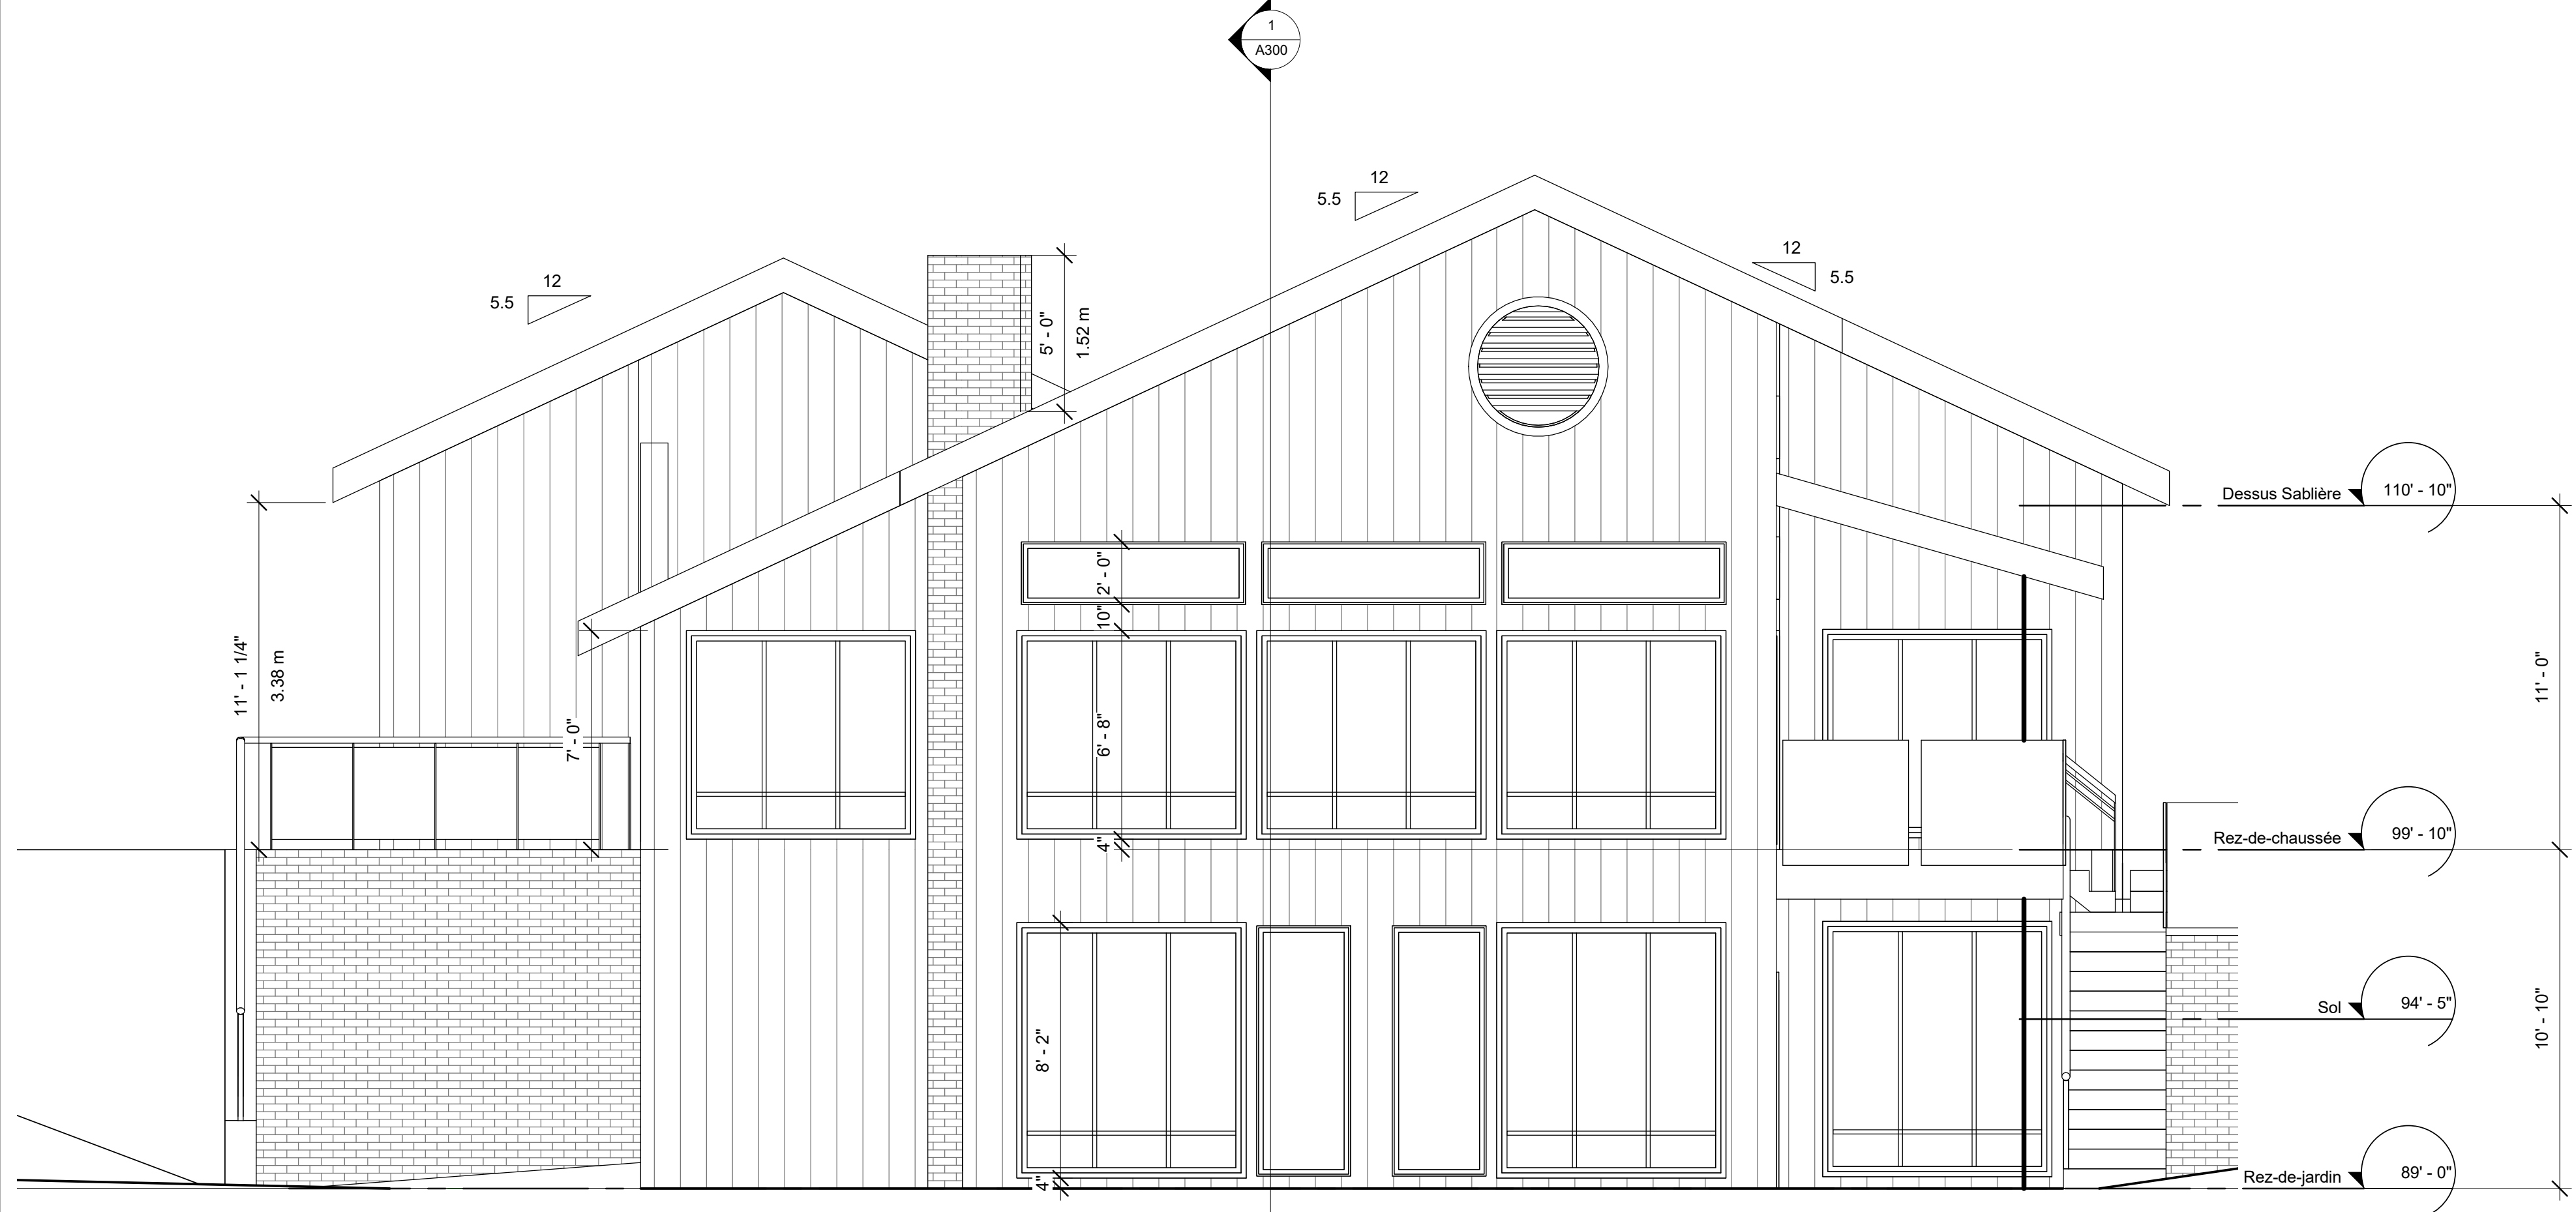 1
A300
12
5.5
12
5.5
12
5.5
5' - 0"
1.52 m
Dessus Sablière
110' - 10"
2' - 0"
10"
11' - 1 1/4"
3.38 m
7' - 0"
6' - 8"
11' - 0"
4"
Rez-de-chaussée
99' - 10"
Sol
94' - 5"
8' - 2"
10' - 10"
4"
Rez-de-jardin
89' - 0"